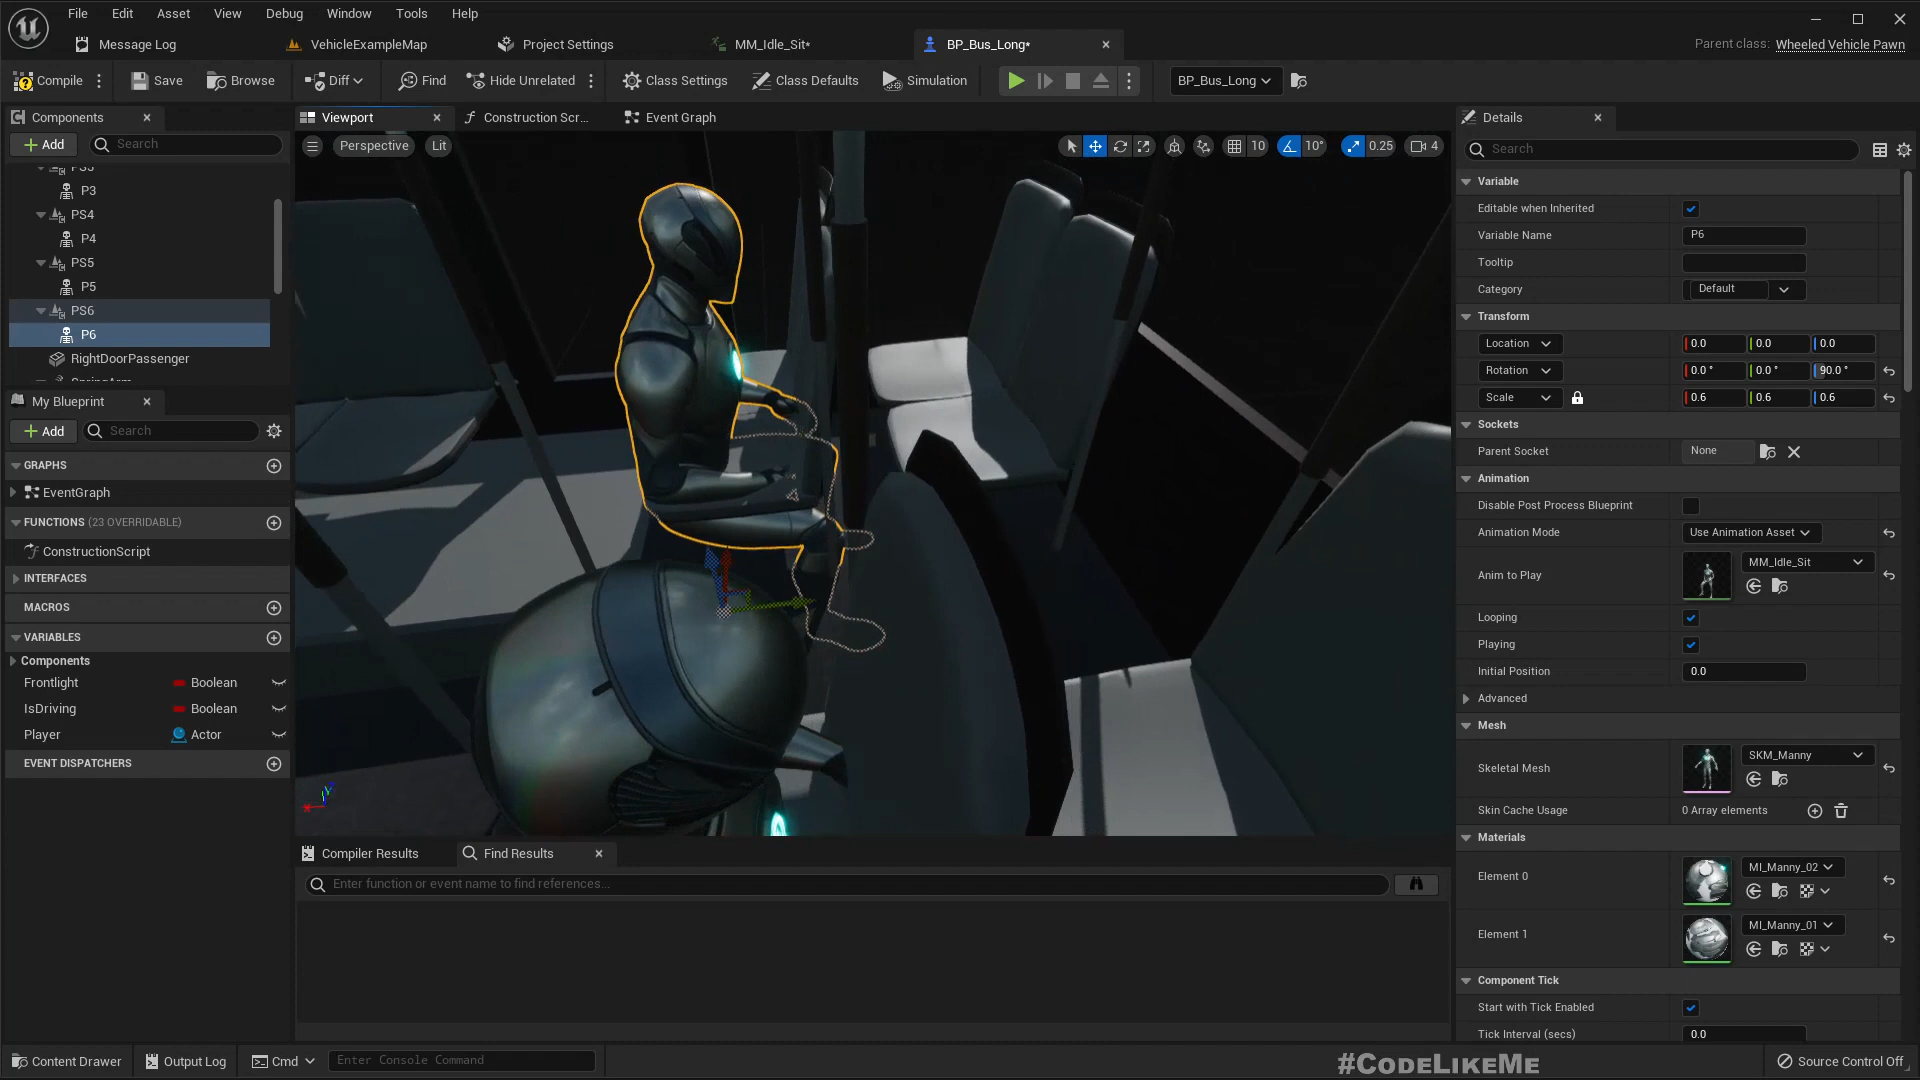 File Edit Asset View Debug Window Tools Help
Message Log VehicleExampleMap Project Settings MM_Idle_Sit* BP_Bus_Long* Parent class: Wheeled Vehicle Pawn
Compile Save Browse Diff Find Hide Unrelated Class Settings Class Defaults Simulation BP_Bus_Long
Components Viewport Construction Scr... Event Graph Details
Add Search Perspective Lit 10 10° 0.25 4 Search
PS3
P3
PS4
P4
PS5
P5
PS6
P6
RightDoorPassenger
SpringArm
My Blueprint
Add Search
GRAPHS
EventGraph
FUNCTIONS (23 OVERRIDABLE)
ConstructionScript
INTERFACES
MACROS
VARIABLES
Components
Frontlight Boolean
IsDriving Boolean
Player Actor
EVENT DISPATCHERS
Y
Variable
Editable when Inherited
Variable Name P6
Tooltip
Category Default
Transform
Location 0.0 0.0 0.0
Rotation 0.0° 0.0° 90.0°
Scale 0.6 0.6 0.6
Sockets
Parent Socket None
Animation
Disable Post Process Blueprint
Animation Mode Use Animation Asset
Anim to Play MM_Idle_Sit
Looping
Playing
Initial Position 0.0
Advanced
Mesh
Skeletal Mesh SKM_Manny
Skin Cache Usage 0 Array elements
Materials
Element 0 MI_Manny_02
Element 1 MI_Manny_01
Component Tick
Start with Tick Enabled
Tick Interval (secs) 0.0
Compiler Results Find Results
Enter function or event name to find references...
Content Drawer Output Log Cmd Enter Console Command #CodeLikeMe Source Control Off